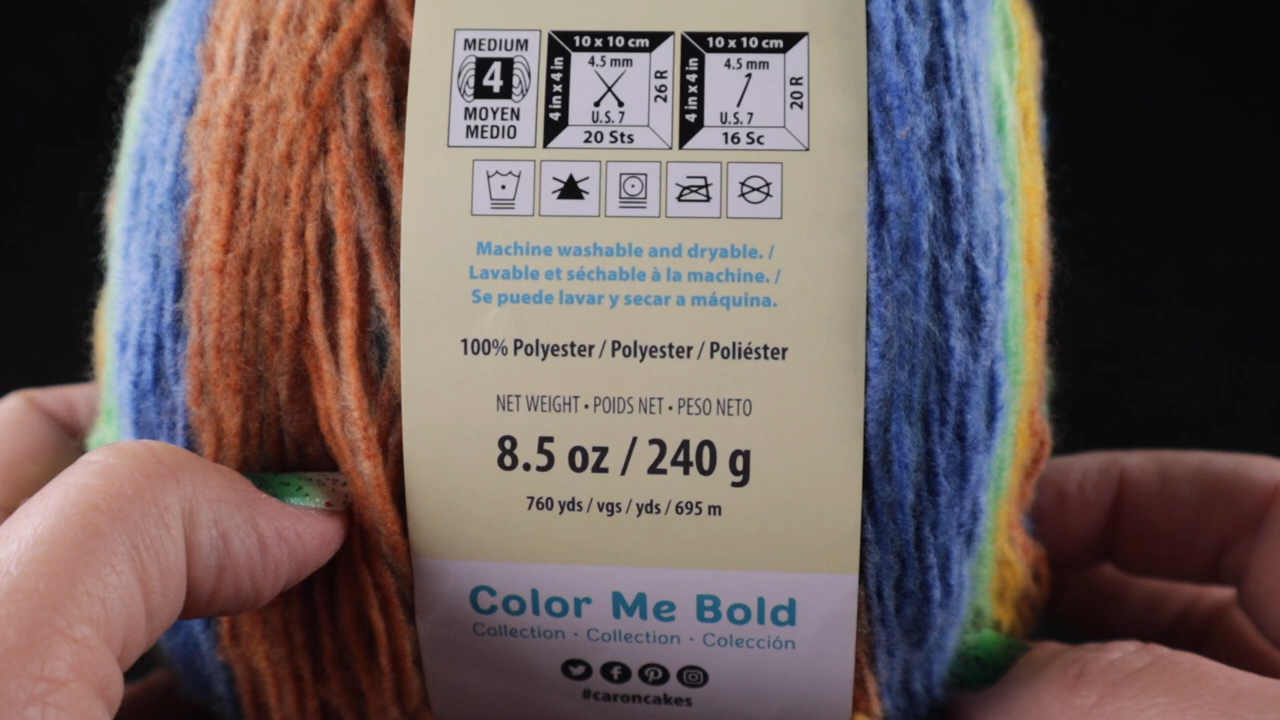 MEDIUM
4
MOYEN
MEDIO
10 x 10 cm
4 in x 4 in
4.5 mm
U.S. 7
26 R
20 Sts
10 x 10 cm
4 in x 4 in
4.5 mm
U.S. 7
20 R
16 Sc
Machine washable and dryable. /
Lavable et séchable à la machine. /
Se puede lavar y secar a máquina.
100% Polyester / Polyester / Poliéster
NET WEIGHT • POIDS NET • PESO NETO
8.5 oz / 240 g
760 yds / vgs / yds / 695 m
Color Me Bold
Collection · Collection · Colección
#caroncakes